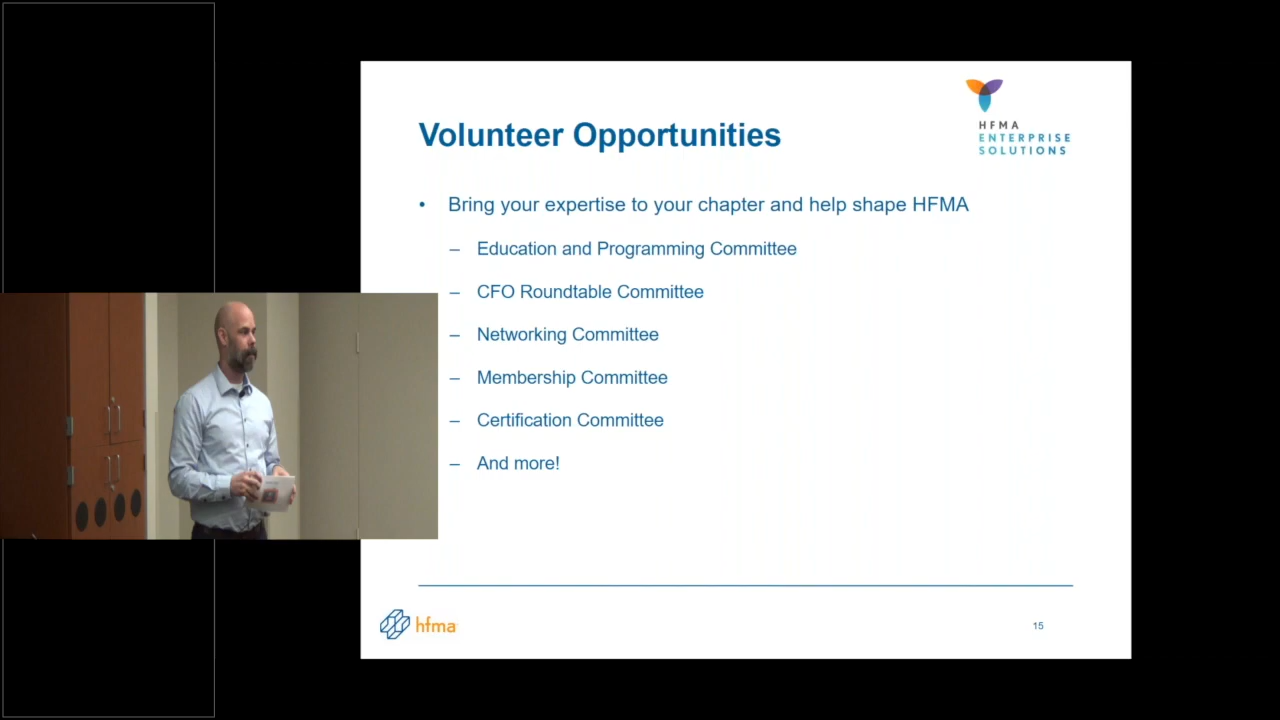 HFMA
ENTERPRISE
SOLUTIONS
Volunteer Opportunities
• Bring your expertise to your chapter and help shape HFMA
– Education and Programming Committee
– CFO Roundtable Committee
– Networking Committee
– Membership Committee
– Certification Committee
– And more!
hfma
15